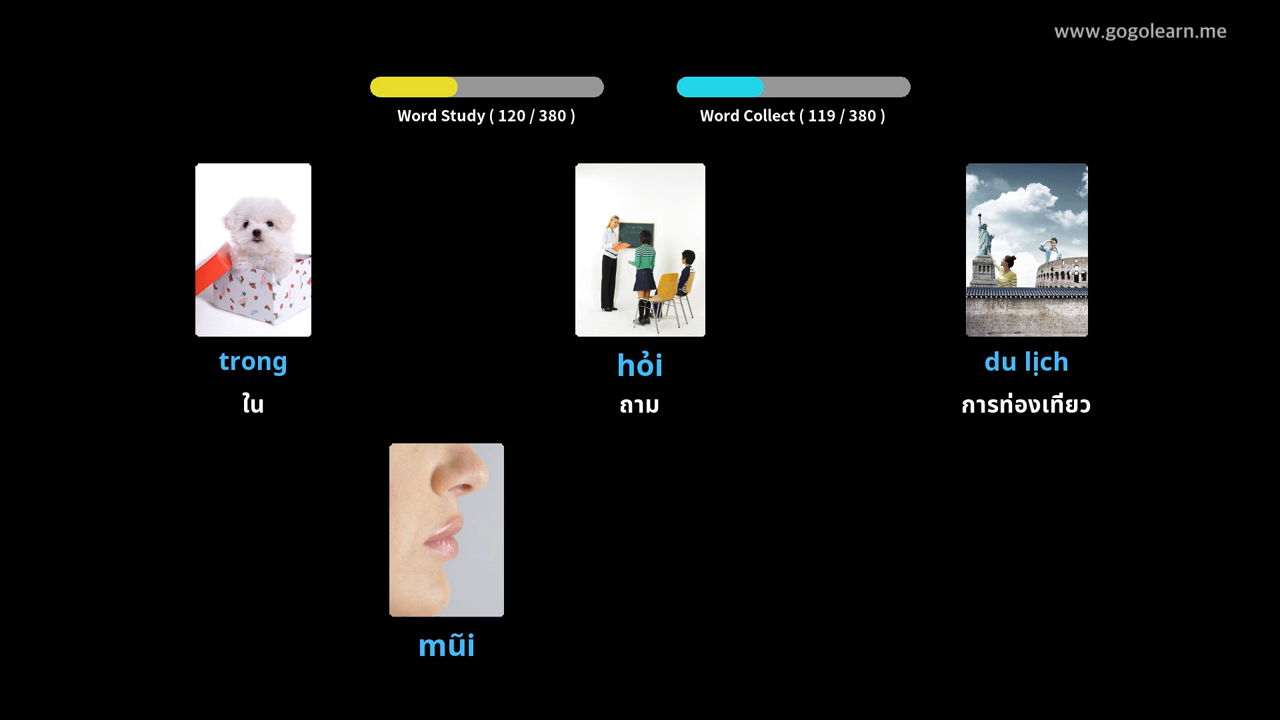 www.gogolearn.me
Word Study ( 120 / 380 )
Word Collect ( 119 / 380 )
trong
hỏi
du lịch
ใน
ถาม
การท่องเที่ยว
mũi